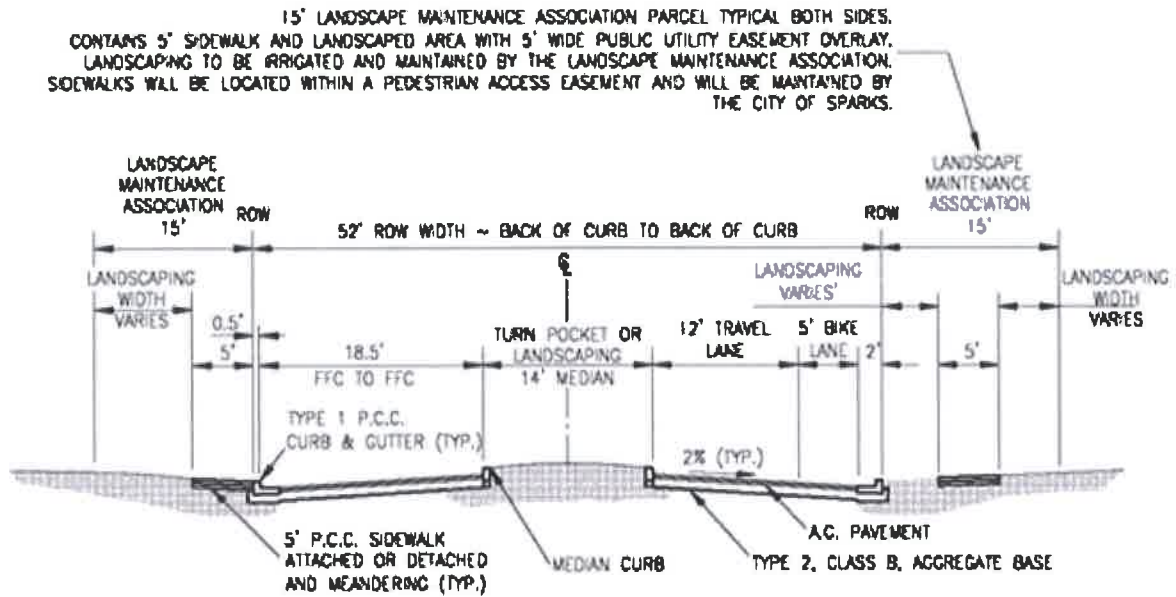 15' LANDSCAPE MAINTENANCE ASSOCIATION PARCEL TYPICAL BOTH SIDES.
CONTAINS 5' SIDEWALK AND LANDSCAPED AREA WITH 5' WIDE PUBLIC UTILITY EASEMENT OVERLAY.
LANDSCAPING TO BE IRRIGATED AND MAINTAINED BY THE LANDSCAPE MAINTENANCE ASSOCIATION.
SIDEWALKS WILL BE LOCATED WITHIN A PEDESTRIAN ACCESS EASEMENT AND WILL BE MAINTAINED BY
THE CITY OF SPARKS.
LANDSCAPE
MAINTENANCE
ASSOCIATION
15'
ROW
52' ROW WIDTH ~ BACK OF CURB TO BACK OF CURB
ROW
LANDSCAPE
MAINTENANCE
ASSOCIATION
15'
LANDSCAPING
WIDTH
VARIES
0.5'
5'
18.5'
FFC TO FFC
℄
TURN POCKET OR
LANDSCAPING
14' MEDIAN
LANDSCAPING
VARIES'
12' TRAVEL
LANE
5' BIKE
LANE
2'
5'
LANDSCAPING
WIDTH
VARIES
TYPE 1 P.C.C.
CURB & GUTTER (TYP.)
2% (TYP.)
5' P.C.C. SIDEWALK
ATTACHED OR DETACHED
AND MEANDERING (TYP.)
MEDIAN CURB
A.C. PAVEMENT
TYPE 2, CLASS B, AGGREGATE BASE